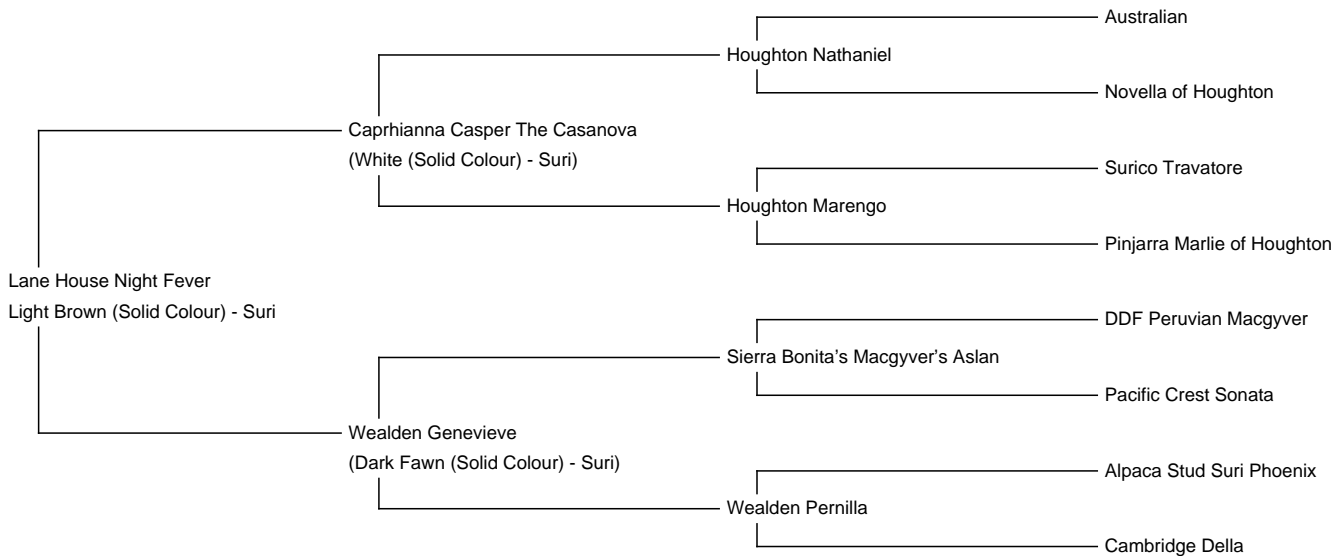 Australian
Houghton Nathaniel
Novella of Houghton
Caprhianna Casper The Casanova
(White (Solid Colour) - Suri)
Surico Travatore
Houghton Marengo
Pinjarra Marlie of Houghton
Lane House Night Fever
Light Brown (Solid Colour) - Suri
DDF Peruvian Macgyver
Sierra Bonita's Macgyver's Aslan
Pacific Crest Sonata
Wealden Genevieve
(Dark Fawn (Solid Colour) - Suri)
Alpaca Stud Suri Phoenix
Wealden Pernilla
Cambridge Della